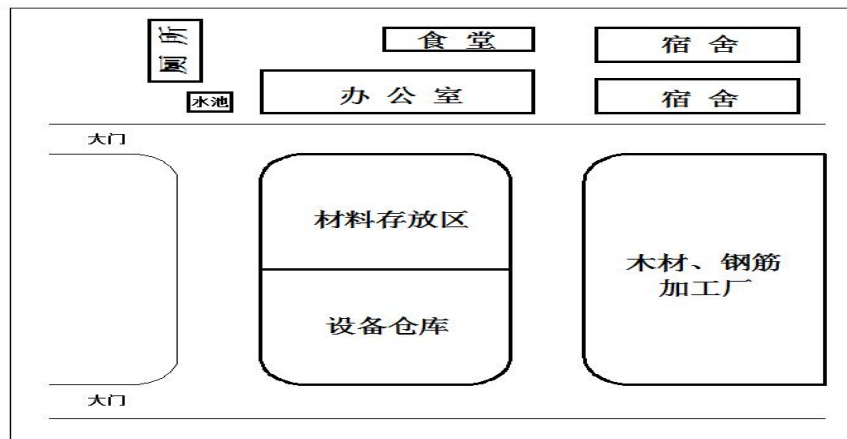 厕所
食堂
宿舍
水池
办公室
宿舍
大门
材料存放区
木材、钢筋
加工厂
设备仓库
大门